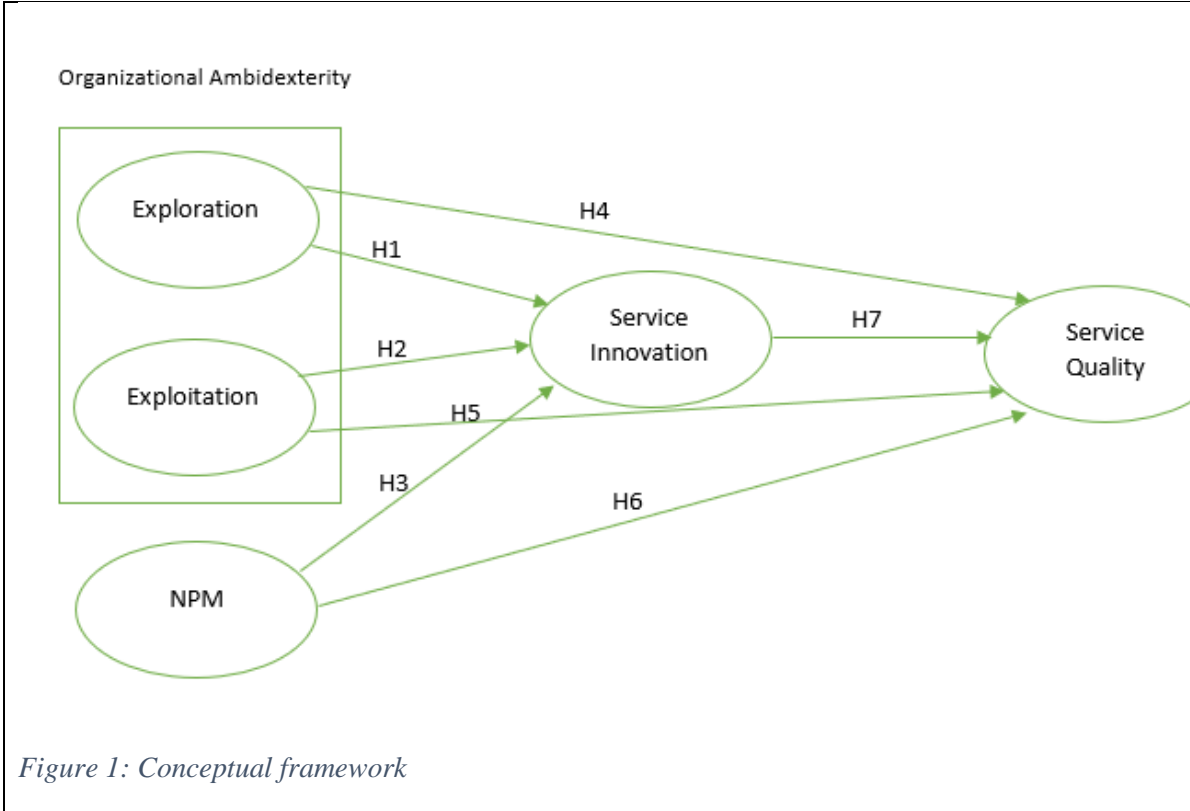 Organizational Ambidexterity
Exploration
H4
H1
Service
Innovation
H7
Service
Quality
H2
Exploitation
H5
H3
H6
NPM
Figure 1: Conceptual framework